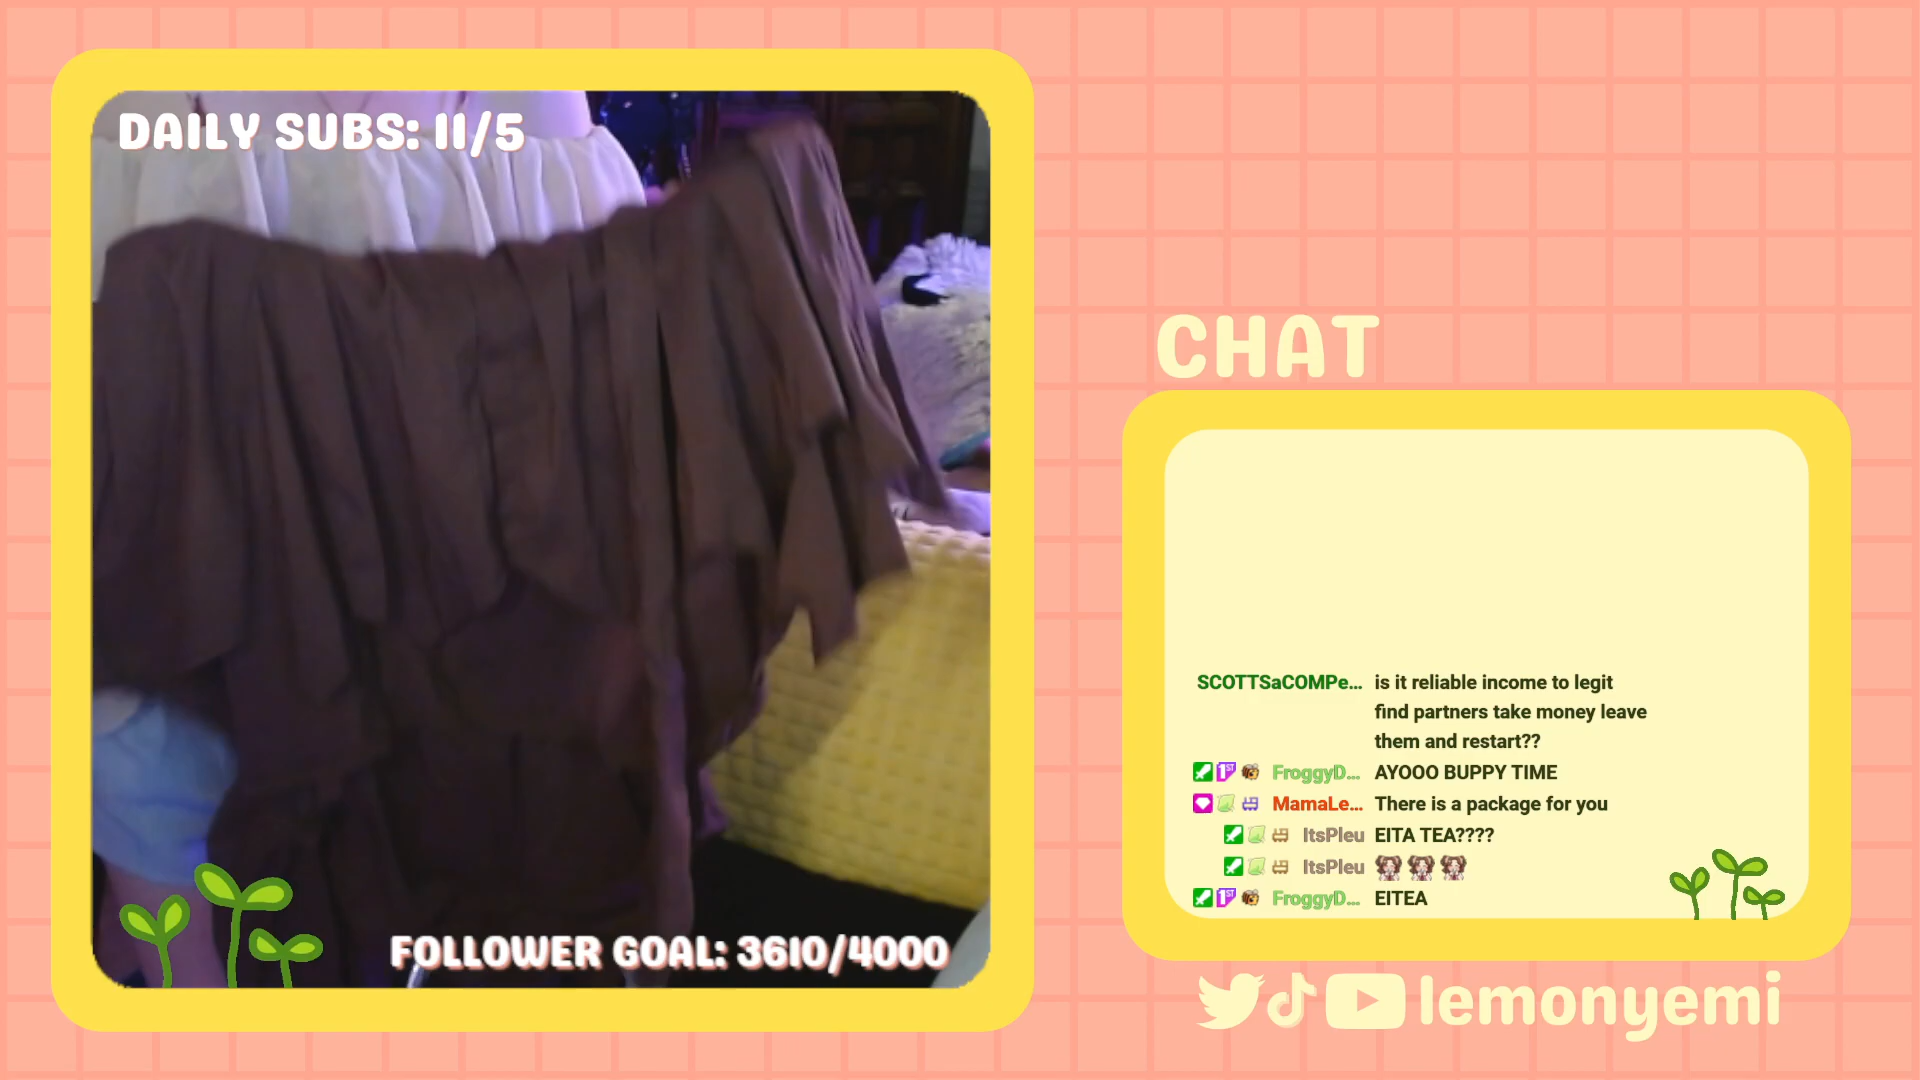 DAILY SUBS: 11/5
FOLLOWER GOAL: 3610/4000
CHAT
SCOTTSaCOMPe... is it reliable income to legit
find partners take money leave
them and restart??
1ST FroggyD... AYOOO BUPPY TIME
MamaLe... There is a package for you
ItsPleu EITA TEA????
ItsPleu
1ST FroggyD... EITEA
lemonyemi